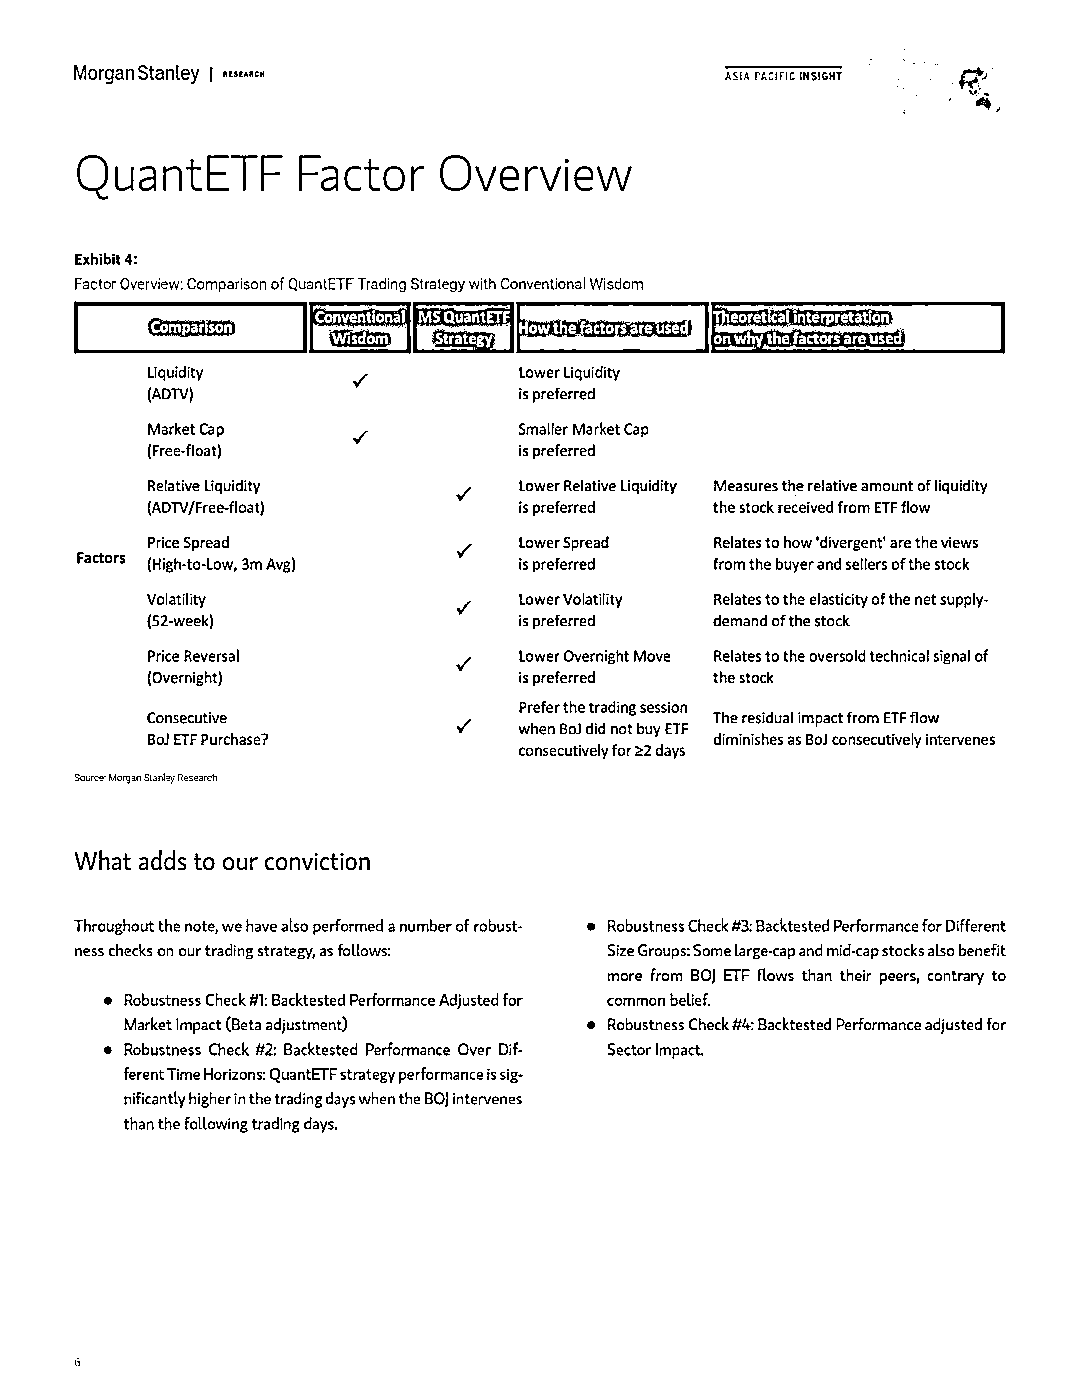 Morgan Stanley | RESEARCH
ASIA PACIFIC INSIGHT
QuantETF Factor Overview
Exhibit 4:
Factor Overview: Comparison of QuantETF Trading Strategy with Conventional Wisdom
Comparison
Conventional
Wisdom
MS QuantETF
Strategy
How the factors are used
Theoretical interpretation
on why the factors are used
Factors
Liquidity
(ADTV)
✓
Lower Liquidity
is preferred
Market Cap
(Free-float)
✓
Smaller Market Cap
is preferred
Relative Liquidity
(ADTV/Free-float)
✓
Lower Relative Liquidity
is preferred
Measures the relative amount of liquidity
the stock received from ETF flow
Price Spread
(High-to-Low, 3m Avg)
✓
Lower Spread
is preferred
Relates to how 'divergent' are the views
from the buyer and sellers of the stock
Volatility
(52-week)
✓
Lower Volatility
is preferred
Relates to the elasticity of the net supply-
demand of the stock
Price Reversal
(Overnight)
✓
Lower Overnight Move
is preferred
Relates to the oversold technical signal of
the stock
Consecutive
BoJ ETF Purchase?
✓
Prefer the trading session
when BoJ did not buy ETF
consecutively for ≥2 days
The residual impact from ETF flow
diminishes as BoJ consecutively intervenes
Source: Morgan Stanley Research
What adds to our conviction
Throughout the note, we have also performed a number of robust-
ness checks on our trading strategy, as follows:
● Robustness Check #1: Backtested Performance Adjusted for
Market Impact (Beta adjustment)
● Robustness Check #2: Backtested Performance Over Dif-
ferent Time Horizons: QuantETF strategy performance is sig-
nificantly higher in the trading days when the BOJ intervenes
than the following trading days.
● Robustness Check #3: Backtested Performance for Different
Size Groups: Some large-cap and mid-cap stocks also benefit
more from BOJ ETF flows than their peers, contrary to
common belief.
● Robustness Check #4: Backtested Performance adjusted for
Sector Impact.
6